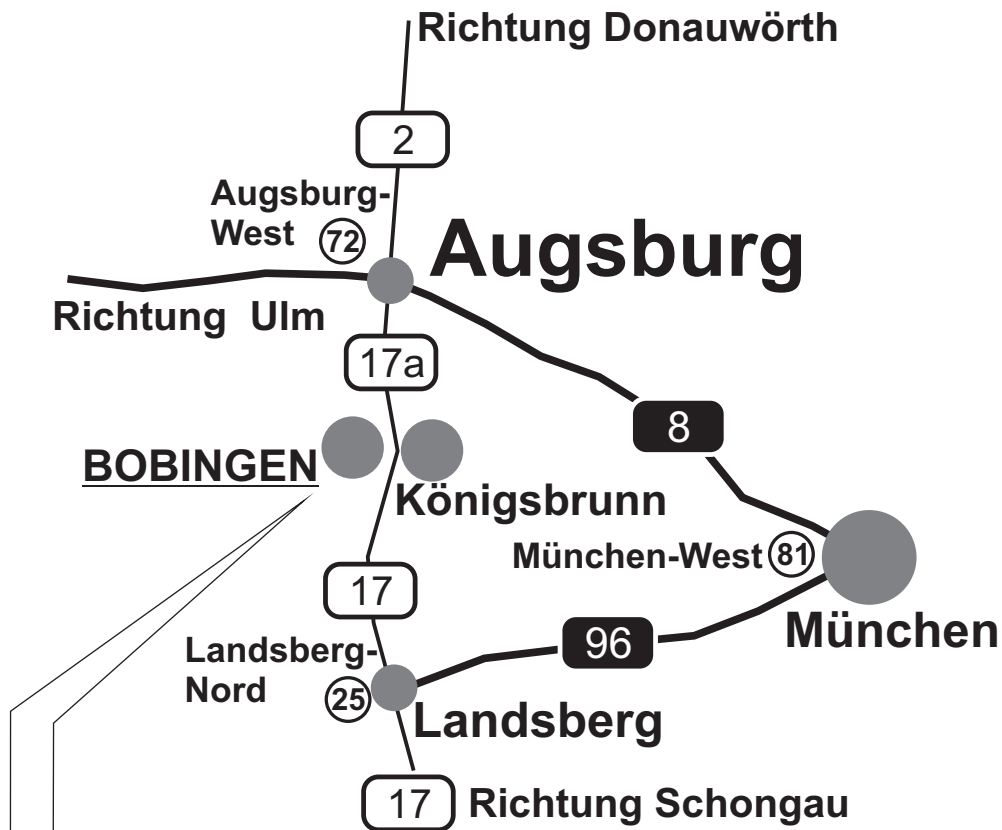 Richtung Donauwörth
2
Augsburg-
West 72
Augsburg
Richtung Ulm
17a
8
BOBINGEN
Königsbrunn
München-West 81
17
96
München
Landsberg-
Nord 25
Landsberg
17 Richtung Schongau